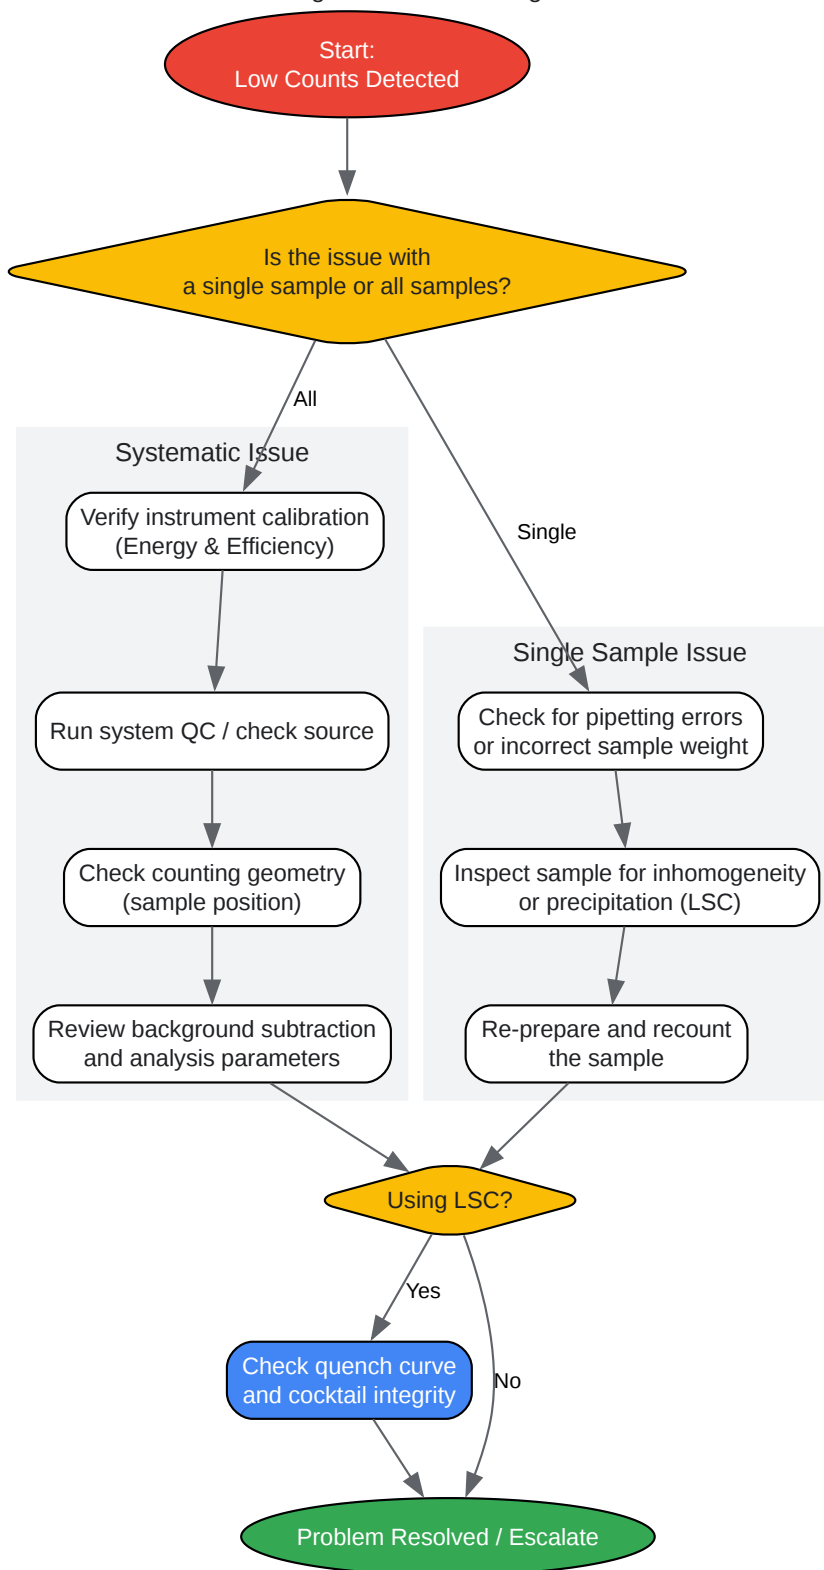 Start:
Low Counts Detected
Is the issue with
a single sample or all samples?
All
Single
Systematic Issue
Verify instrument calibration
(Energy & Efficiency)
Run system QC / check source
Check counting geometry
(sample position)
Review background subtraction
and analysis parameters
Single Sample Issue
Check for pipetting errors
or incorrect sample weight
Inspect sample for inhomogeneity
or precipitation (LSC)
Re-prepare and recount
the sample
Using LSC?
Yes
No
Check quench curve
and cocktail integrity
Problem Resolved / Escalate